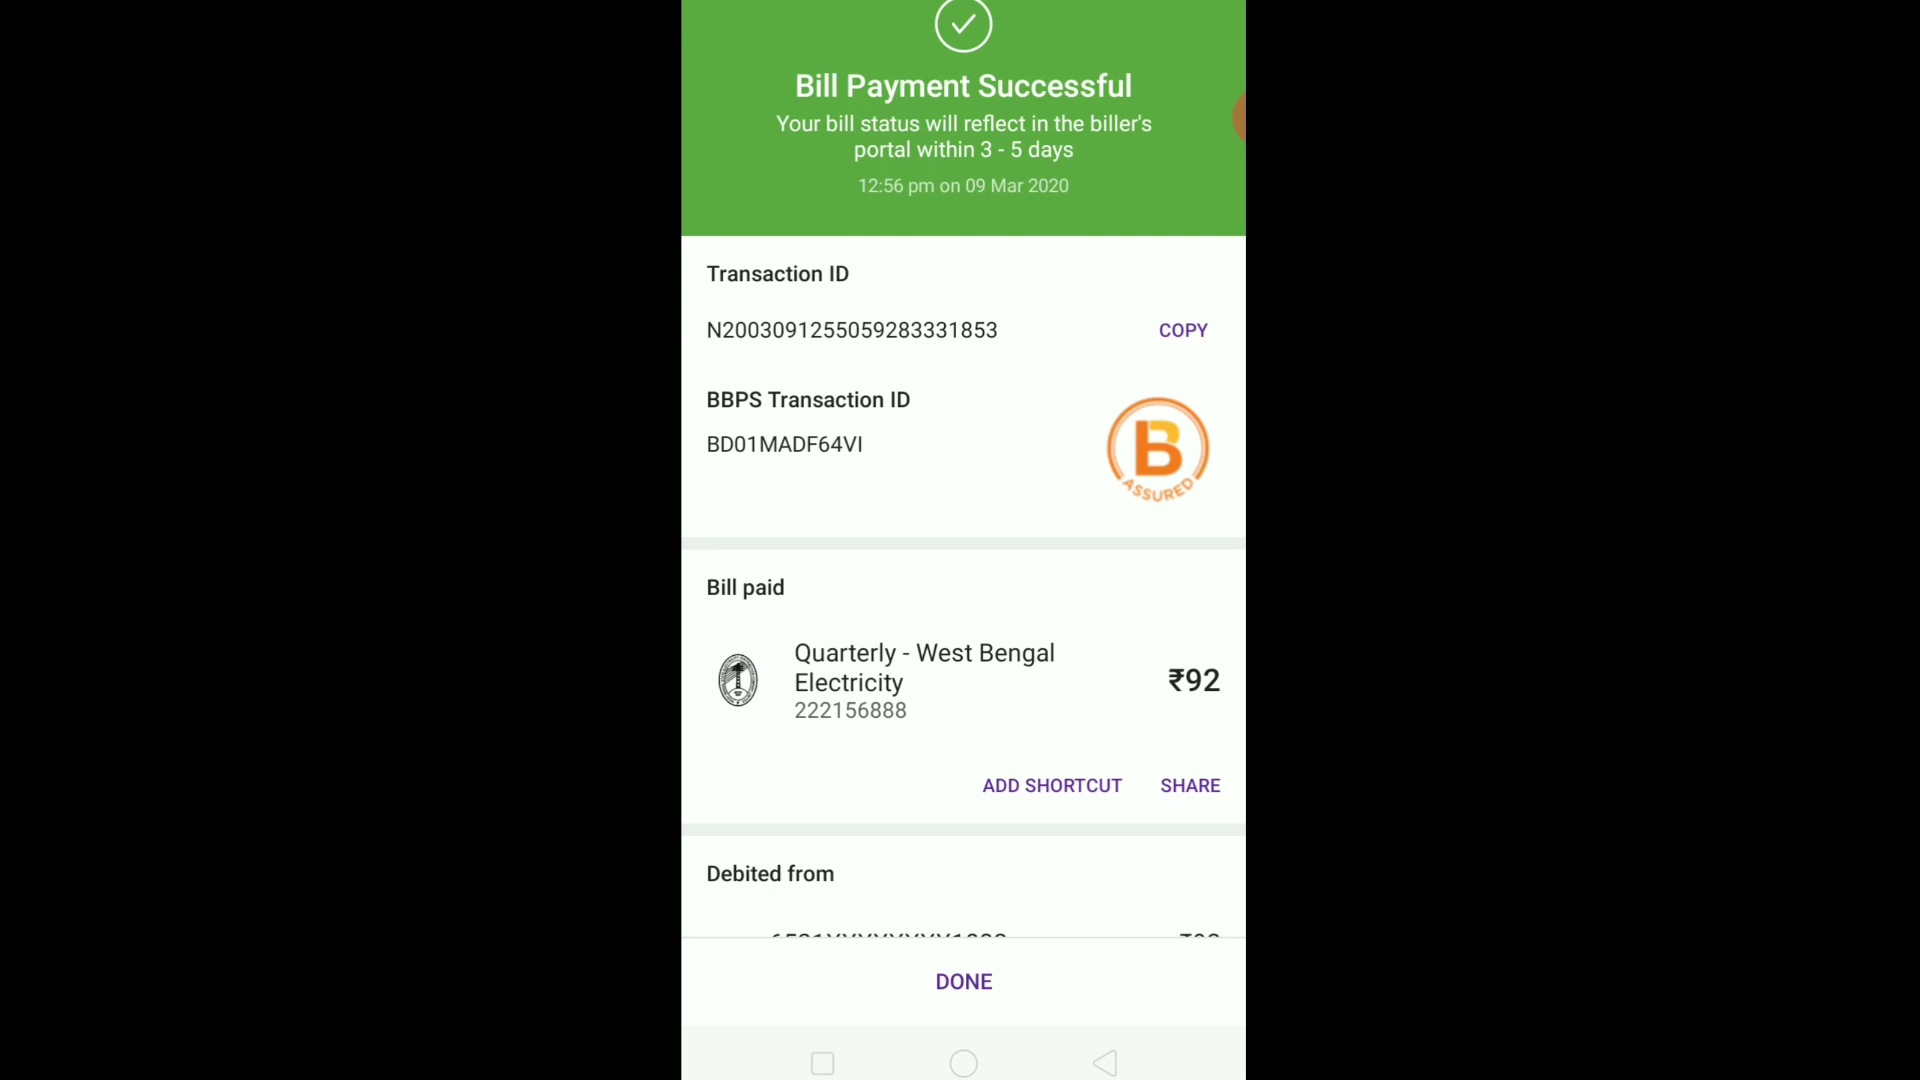 Bill Payment Successful
Your bill status will reflect in the biller's
portal within 3 - 5 days
12:56 pm on 09 Mar 2020
Transaction ID
N2003091255059283331853
COPY
BBPS Transaction ID
BD01MADF64VI
B
ASSURED
Bill paid
Quarterly - West Bengal
Electricity
222156888
₹92
ADD SHORTCUT
SHARE
Debited from
DONE